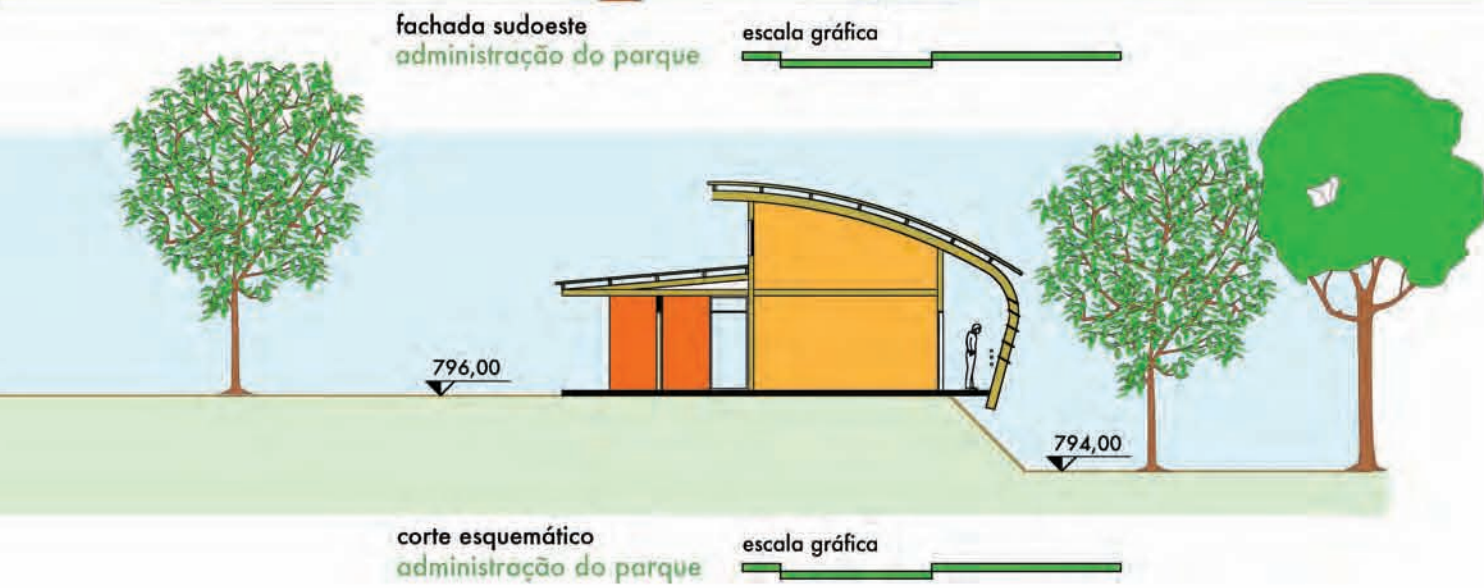 fachada sudoeste
administração do parque
escala gráfica
796,00
794,00
corte esquemático
administração do parque
escala gráfica